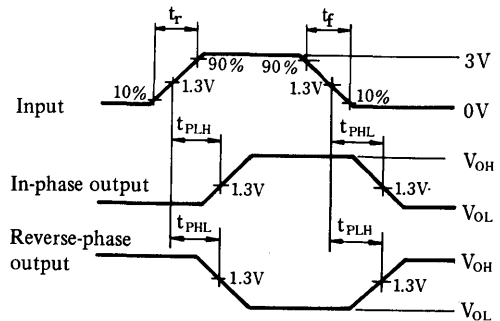 tr
tf
90%
90%
3V
10%
1.3V
1.3V
10%
Input
0V
tPLH
tPHL
VOH
In-phase output
1.3V
1.3V.
VOL
tPHL
tPLH
Reverse-phase
output
VOH
1.3V
1.3V
VOL